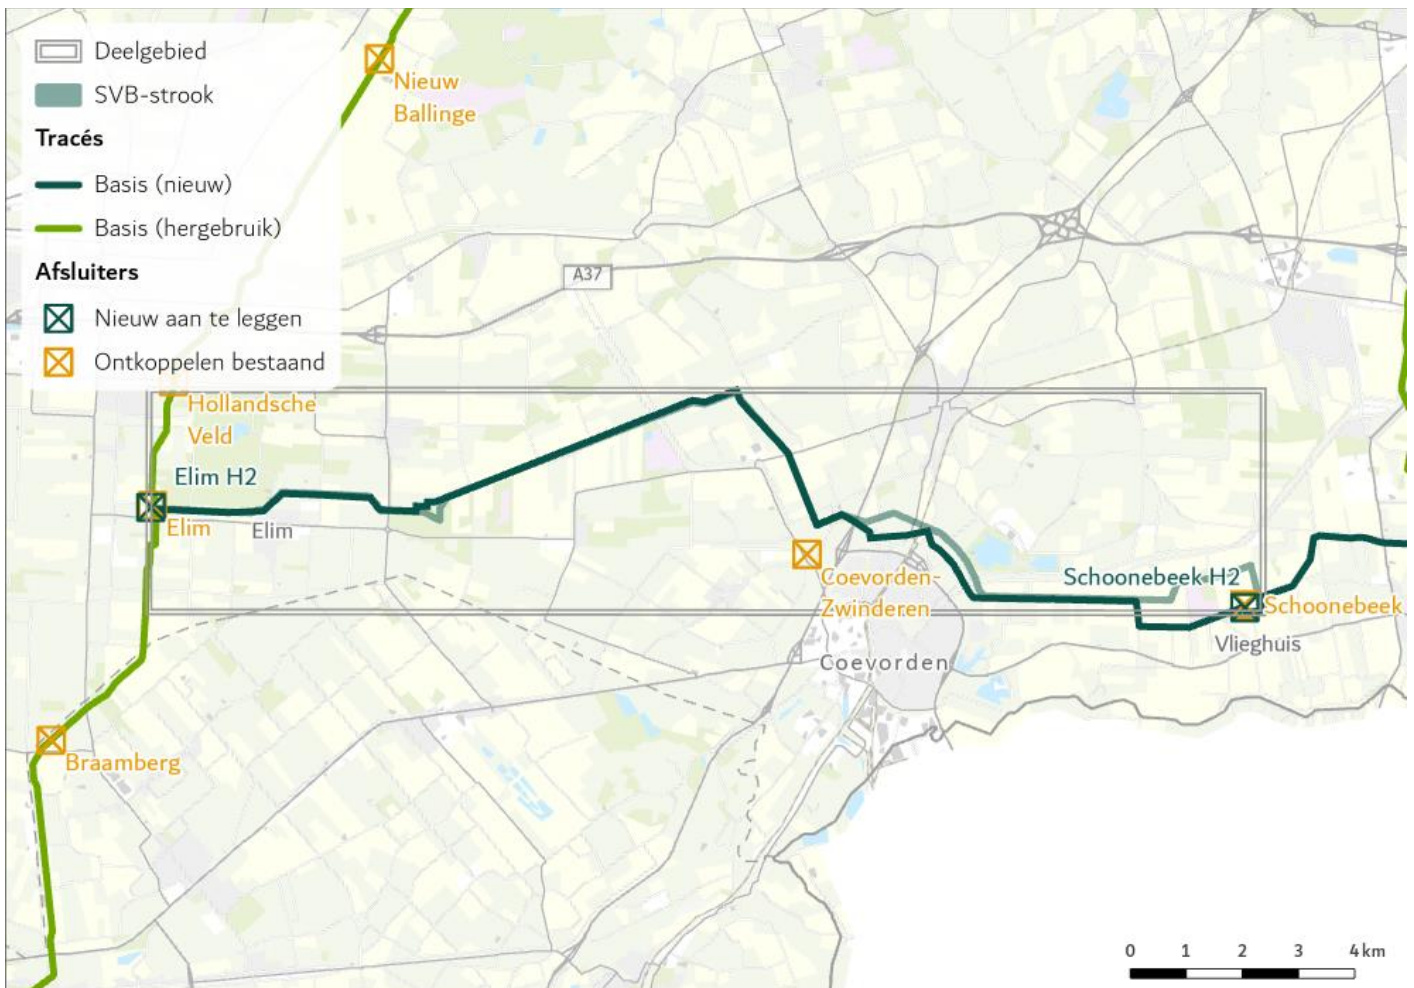 Deelgebied
SVB-strook
Tracés
Basis (nieuw)
Basis (hergebruik)
Afsluiters
Nieuw aan te leggen
Ontkoppelen bestaand
Nieuw
Ballinge
A37
Hollandsche
Veld
Elim H2
Elim
Elim
Coevorden-
Zwinderen
Schoonebeek H2
Schoonebeek
Vlieghuis
Coevorden
Braamberg
0 1 2 3 4 km